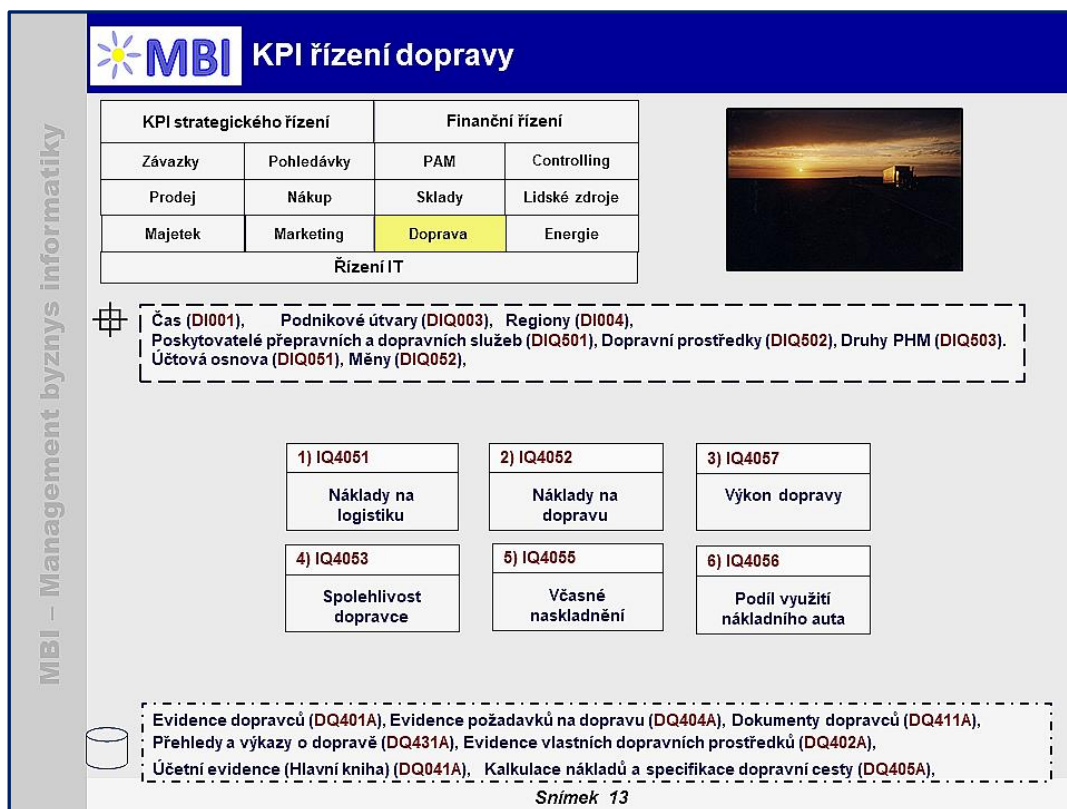 MBI KPI řízení dopravy
MBI – Management byznys informatiky
KPI strategického řízení Finanční řízení
Závazky Pohledávky PAM Controlling
Prodej Nákup Sklady Lidské zdroje
Majetek Marketing Doprava Energie
Řízení IT
Čas (DI001), Podnikové útvary (DIQ003), Regiony (DI004),
Poskytovatelé přepravních a dopravních služeb (DIQ501), Dopravní prostředky (DIQ502), Druhy PHM (DIQ503).
Účtová osnova (DIQ051), Měny (DIQ052),
1) IQ4051
Náklady na
logistiku
2) IQ4052
Náklady na
dopravu
3) IQ4057
Výkon dopravy
4) IQ4053
Spolehlivost
dopravce
5) IQ4055
Včasné
naskladnění
6) IQ4056
Podíl využití
nákladního auta
Evidence dopravců (DQ401A), Evidence požadavků na dopravu (DQ404A), Dokumenty dopravců (DQ411A),
Přehledy a výkazy o dopravě (DQ431A), Evidence vlastních dopravních prostředků (DQ402A),
Účetní evidence (Hlavní kniha) (DQ041A), Kalkulace nákladů a specifikace dopravní cesty (DQ405A),
Snímek 13